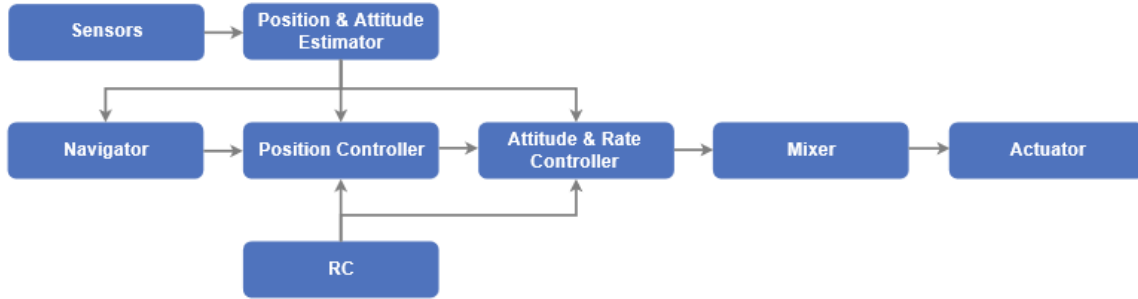 Sensors
Position & Attitude
Estimator
Navigator
Position Controller
Attitude & Rate
Controller
Mixer
Actuator
RC